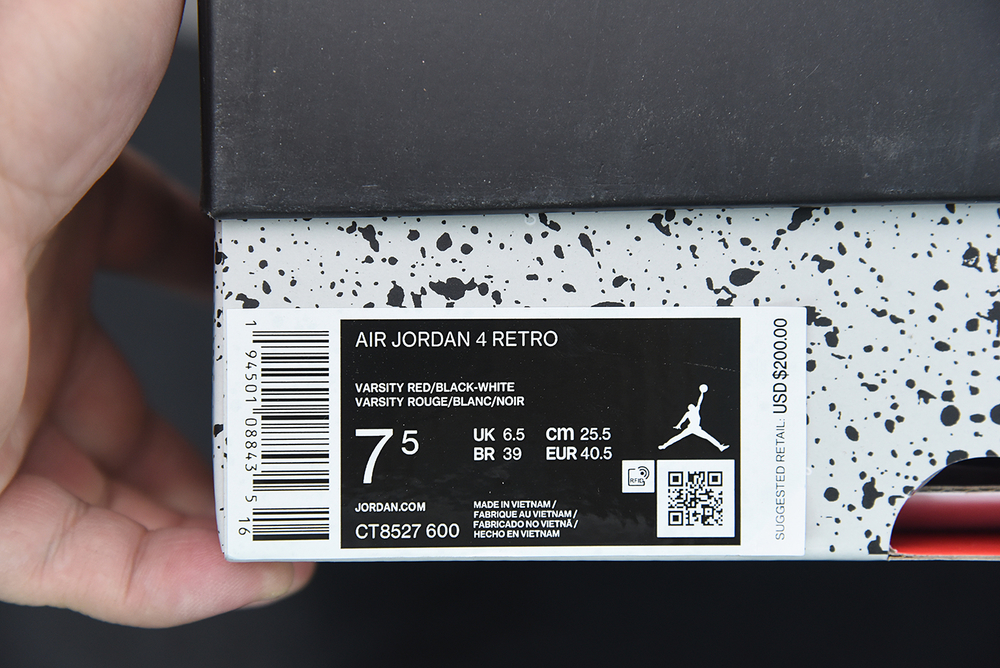 AIR JORDAN 4 RETRO
VARSITY RED/BLACK-WHITE
VARSITY ROUGE/BLANC/NOIR
7 5
UK 6.5 cm 25.5
BR 39 EUR 40.5
RFID
JORDAN.COM
CT8527 600
MADE IN VIETNAM /
FABRIQUE AU VIETNAM /
FABRICADO NO VIETNÃ /
HECHO EN VIETNAM
1 94501 08843 5 16
SUGGESTED RETAIL: USD $200.00